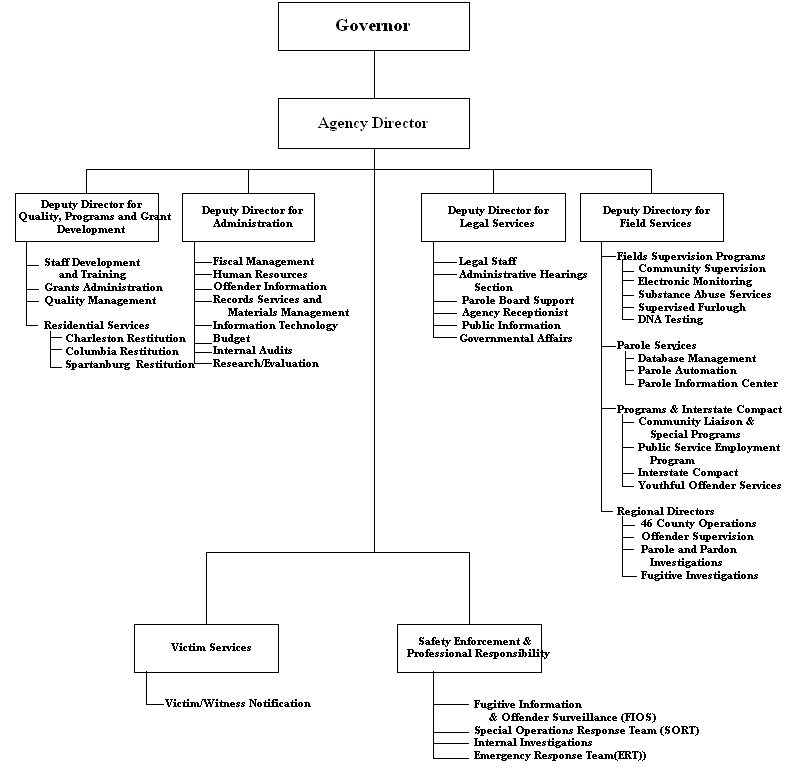 Governor
Agency Director
Deputy Director for
Quality, Programs and Grant
Development
Staff Development
and Training
Grants Administration
Quality Management
Residential Services
Charleston Restitution
Columbia Restitution
Spartanburg Restitution
Deputy Director for
Administration
Fiscal Management
Human Resources
Offender Information
Records Services and
Materials Management
Information Technology
Budget
Internal Audits
Research/Evaluation
Deputy Director for
Legal Services
Legal Staff
Administrative Hearings
Section
Parole Board Support
Agency Receptionist
Public Information
Governmental Affairs
Deputy Directory for
Field Services
Fields Supervision Programs
Community Supervision
Electronic Monitoring
Substance Abuse Services
Supervised Furlough
DNA Testing
Parole Services
Database Management
Parole Automation
Parole Information Center
Programs & Interstate Compact
Community Liaison &
Special Programs
Public Service Employment
Program
Interstate Compact
Youthful Offender Services
Regional Directors
46 County Operations
Offender Supervision
Parole and Pardon
Investigations
Fugitive Investigations
Victim Services
Victim/Witness Notification
Safety Enforcement &
Professional Responsibility
Fugitive Information
& Offender Surveillance (FIOS)
Special Operations Response Team (SORT)
Internal Investigations
Emergency Response Team(ERT))